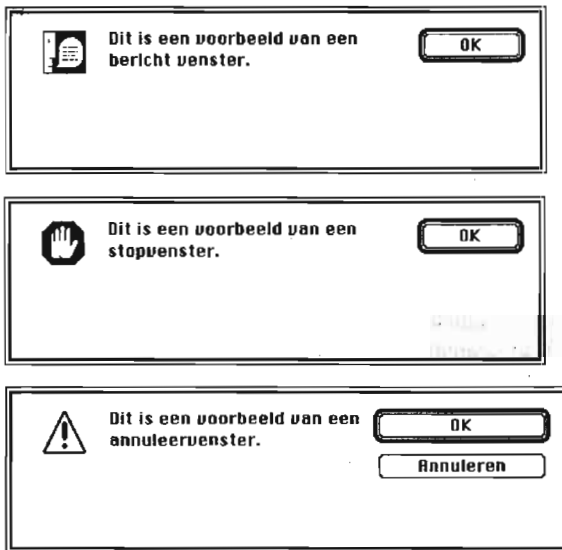 Dit is een voorbeeld van een
bericht venster.
OK
Dit is een voorbeeld van een
stopvenster.
OK
Dit is een voorbeeld van een
annuleervenster.
OK
Annuleren